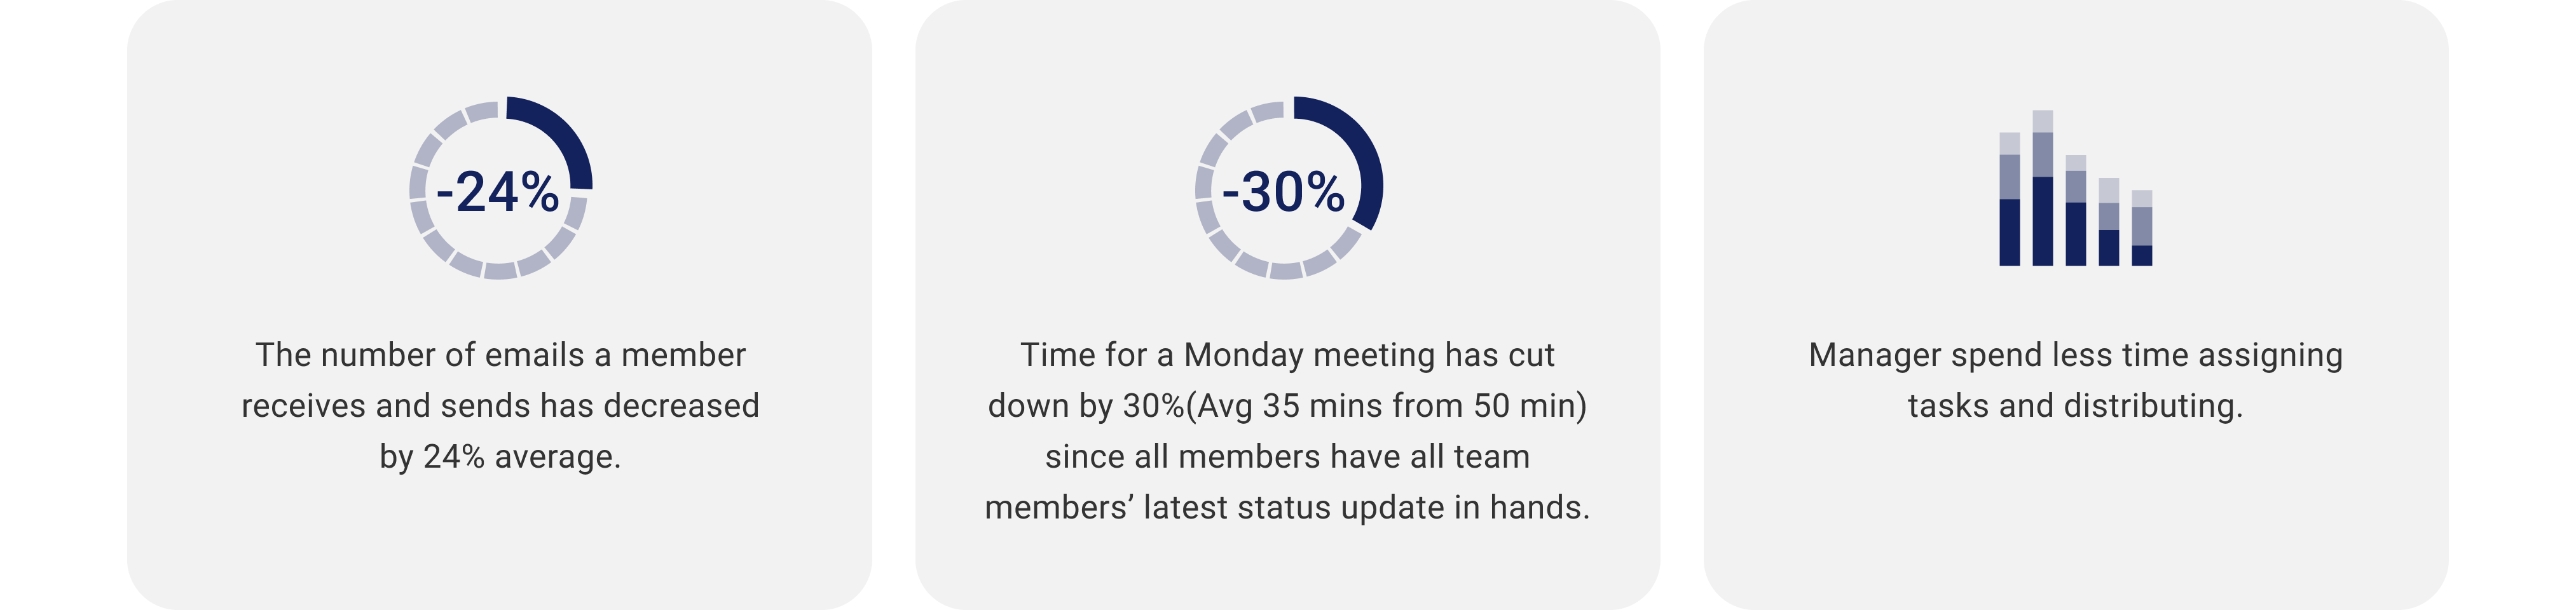 -24%
The number of emails a member
receives and sends has decreased
by 24% average.
-30%
Time for a Monday meeting has cut
down by 30%(Avg 35 mins from 50 min)
since all members have all team
members’ latest status update in hands.
Manager spend less time assigning
tasks and distributing.